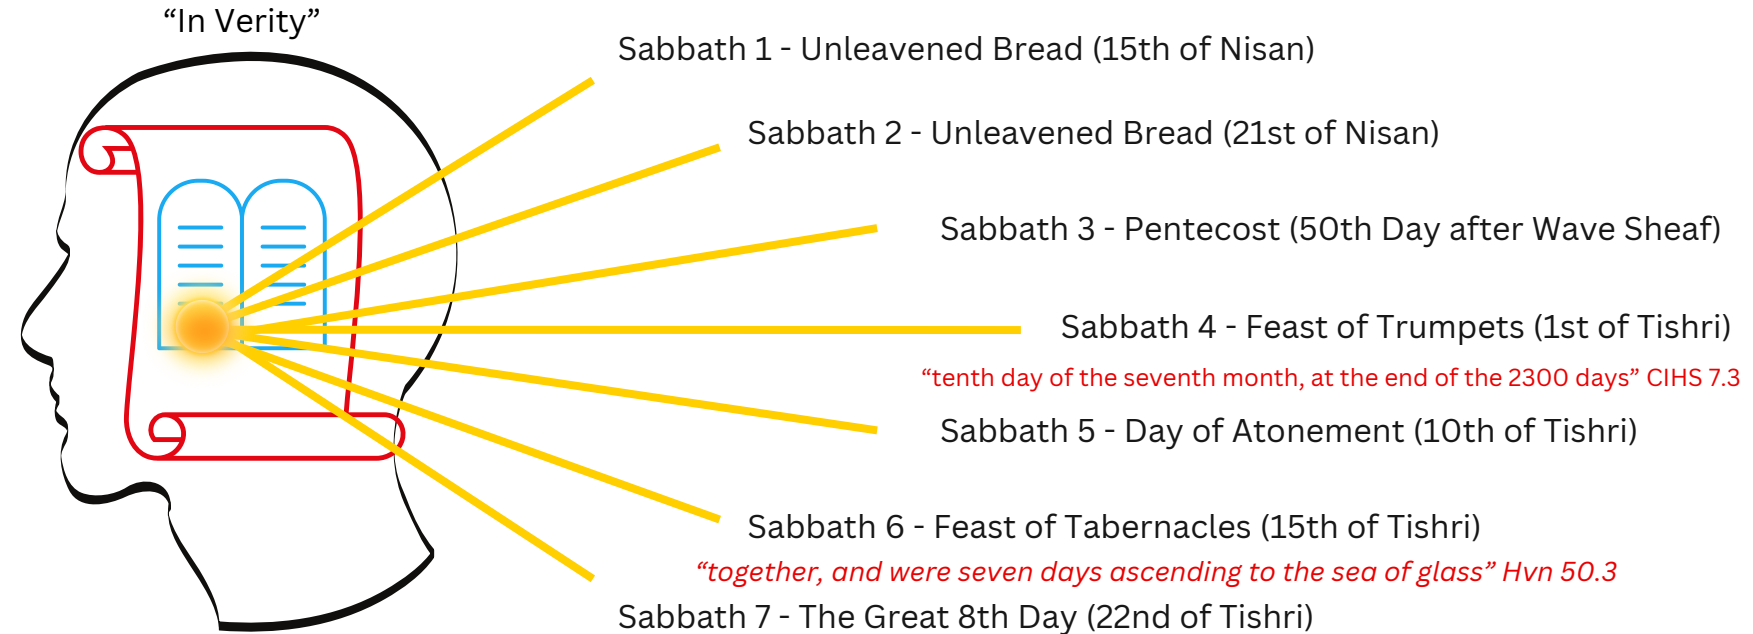 “In Verity”
Sabbath 1 - Unleavened Bread (15th of Nisan)
Sabbath 2 - Unleavened Bread (21st of Nisan)
Sabbath 3 - Pentecost (50th Day after Wave Sheaf)
Sabbath 4 - Feast of Trumpets (1st of Tishri)
“tenth day of the seventh month, at the end of the 2300 days” CIHS 7.3
Sabbath 5 - Day of Atonement (10th of Tishri)
Sabbath 6 - Feast of Tabernacles (15th of Tishri)
“together, and were seven days ascending to the sea of glass” Hvn 50.3
Sabbath 7 - The Great 8th Day (22nd of Tishri)